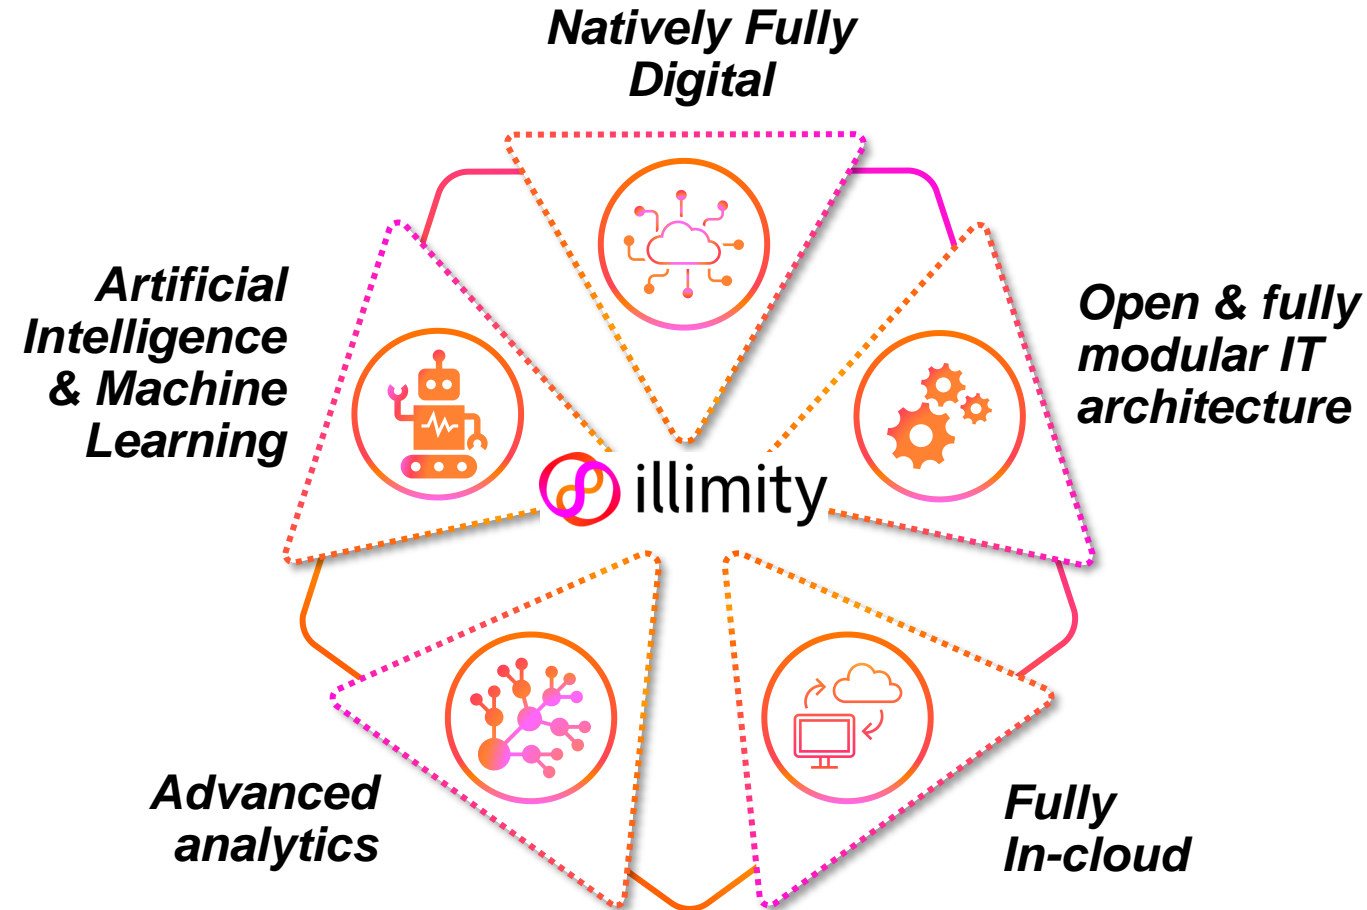 Natively Fully
Digital
Artificial
Intelligence
& Machine
Learning
Open & fully
modular IT
architecture
illimity
Advanced
analytics
Fully
In-cloud